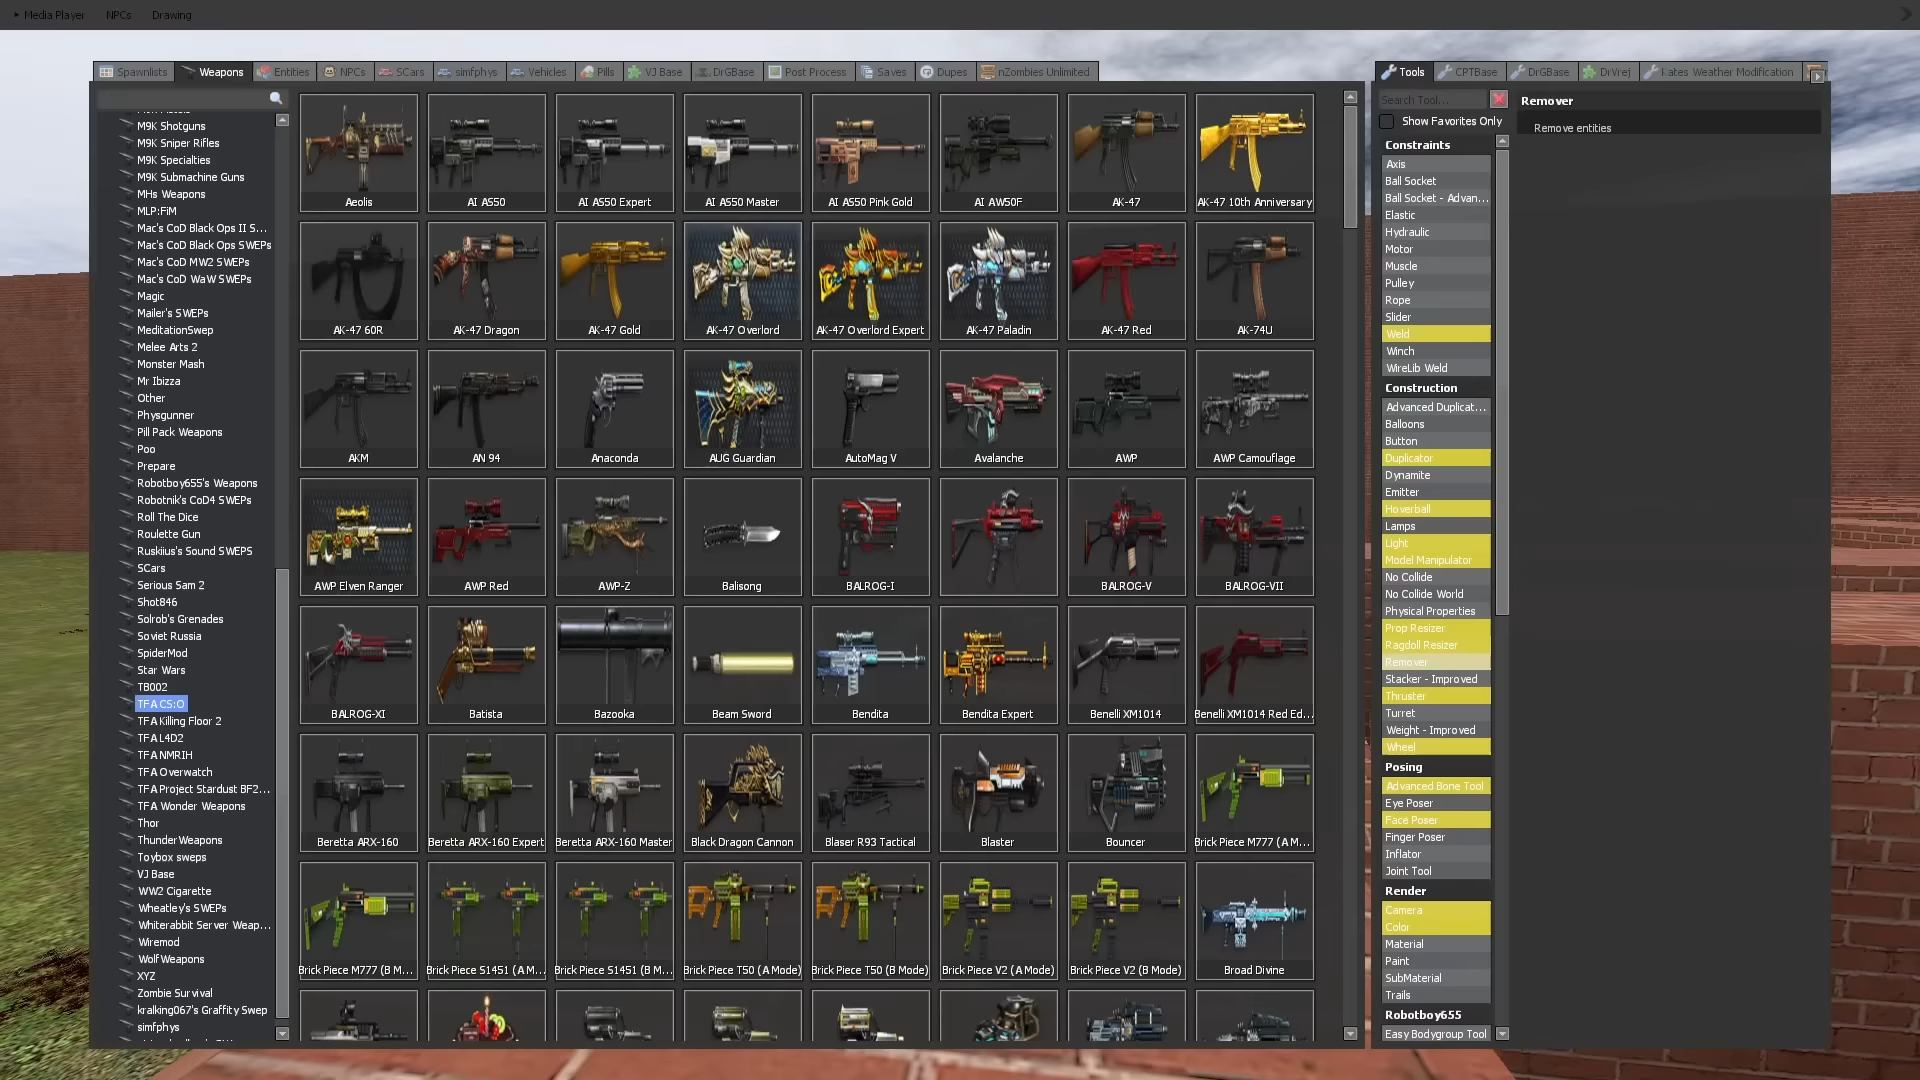 Media Player NPCs Drawing
Spawnlists Weapons Entities NPCs SCars simfphys Vehicles Pills VJ Base DrGBase Post Process Saves Dupes nZombies Unlimited
Tools CPTBase DrGBase DrVrej Kates Weather Modification
M9K Shotguns
M9K Sniper Rifles
M9K Specialties
M9K Submachine Guns
MHs Weapons
MLP:FiM
Mac's CoD Black Ops II S...
Mac's CoD Black Ops SWEPs
Mac's CoD MW2 SWEPs
Mac's CoD WaW SWEPs
Magic
Mailer's SWEPs
MeditationSwep
Melee Arts 2
Monster Mash
Mr Ibizza
Other
Physgunner
Pill Pack Weapons
Poo
Prepare
Robotboy655's Weapons
Robotnik's CoD4 SWEPs
Roll The Dice
Roulette Gun
Ruskiius's Sound SWEPS
SCars
Serious Sam 2
Shot846
Solrob's Grenades
Soviet Russia
SpiderMod
Star Wars
TB002
TFA CS:O
TFA Killing Floor 2
TFA L4D2
TFA NMRIH
TFA Overwatch
TFA Project Stardust BF2...
TFA Wonder Weapons
Thor
ThunderWeapons
Toybox sweps
VJ Base
WW2 Cigarette
Wheatley's SWEPs
Whiterabbit Server Weap...
Wiremod
Wolf Weapons
XYZ
Zombie Survival
kralking067's Graffity Swep
simfphys
Aeolis AI AS50 AI AS50 Expert AI AS50 Master AI AS50 Pink Gold AI AW50F AK-47 AK-47 10th Anniversary
AK-47 60R AK-47 Dragon AK-47 Gold AK-47 Overlord AK-47 Overlord Expert AK-47 Paladin AK-47 Red AK-74U
AKM AN 94 Anaconda AUG Guardian AutoMag V Avalanche AWP AWP Camouflage
AWP Elven Ranger AWP Red AWP-Z Balisong BALROG-I BALROG-V BALROG-VII
BALROG-XI Batista Bazooka Beam Sword Bendita Bendita Expert Benelli XM1014 Benelli XM1014 Red Ed...
Beretta ARX-160 Beretta ARX-160 Expert Beretta ARX-160 Master Black Dragon Cannon Blaser R93 Tactical Blaster Bouncer Brick Piece M777 (A M...
Brick Piece M777 (B M... Brick Piece S1451 (A M... Brick Piece S1451 (B M... Brick Piece T50 (A Mode) Brick Piece T50 (B Mode) Brick Piece V2 (A Mode) Brick Piece V2 (B Mode) Broad Divine
Search Tool...
Show Favorites Only
Constraints
Axis
Ball Socket
Ball Socket - Advan...
Elastic
Hydraulic
Motor
Muscle
Pulley
Rope
Slider
Weld
Winch
WireLib Weld
Construction
Advanced Duplicat...
Balloons
Button
Duplicator
Dynamite
Emitter
Hoverball
Lamps
Light
Model Manipulator
No Collide
No Collide World
Physical Properties
Prop Resizer
Ragdoll Resizer
Remover
Stacker - Improved
Thruster
Turret
Weight - Improved
Wheel
Posing
Advanced Bone Tool
Eye Poser
Face Poser
Finger Poser
Inflator
Joint Tool
Render
Camera
Color
Material
Paint
SubMaterial
Trails
Robotboy655
Easy Bodygroup Tool
Remover
Remove entities